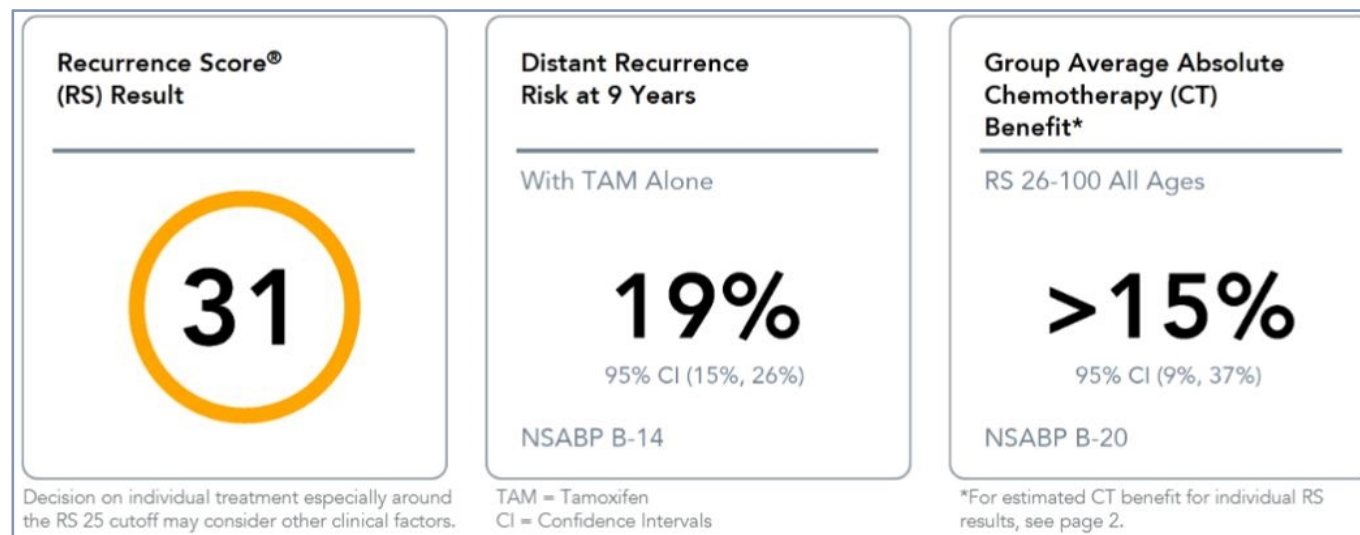 Recurrence Score®
(RS) Result
31
Decision on individual treatment especially around
the RS 25 cutoff may consider other clinical factors.
Distant Recurrence
Risk at 9 Years
With TAM Alone
19%
95% CI (15%, 26%)
NSABP B-14
TAM = Tamoxifen
CI = Confidence Intervals
Group Average Absolute
Chemotherapy (CT)
Benefit*
RS 26-100 All Ages
>15%
95% CI (9%, 37%)
NSABP B-20
*For estimated CT benefit for individual RS
results, see page 2.